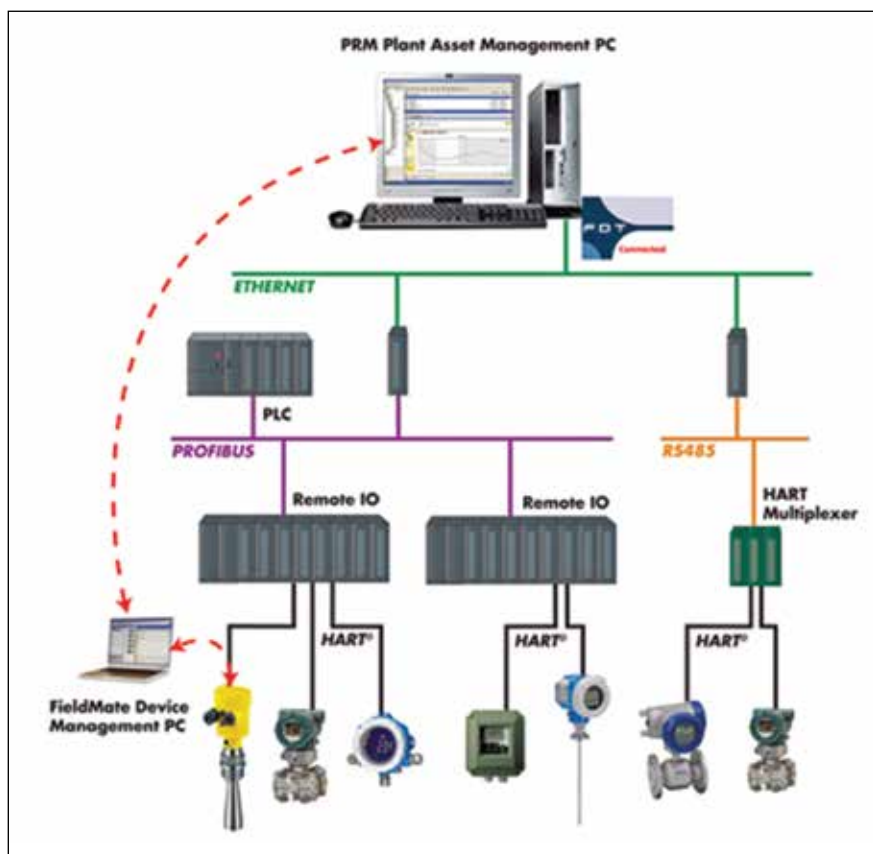 PRM Plant Asset Management PC
FDT
Connected
ETHERNET
PLC
PROFIBUS
RS485
Remote IO
Remote IO
HART
Multiplexer
HART®
HART®
HART®
FieldMate Device
Management PC